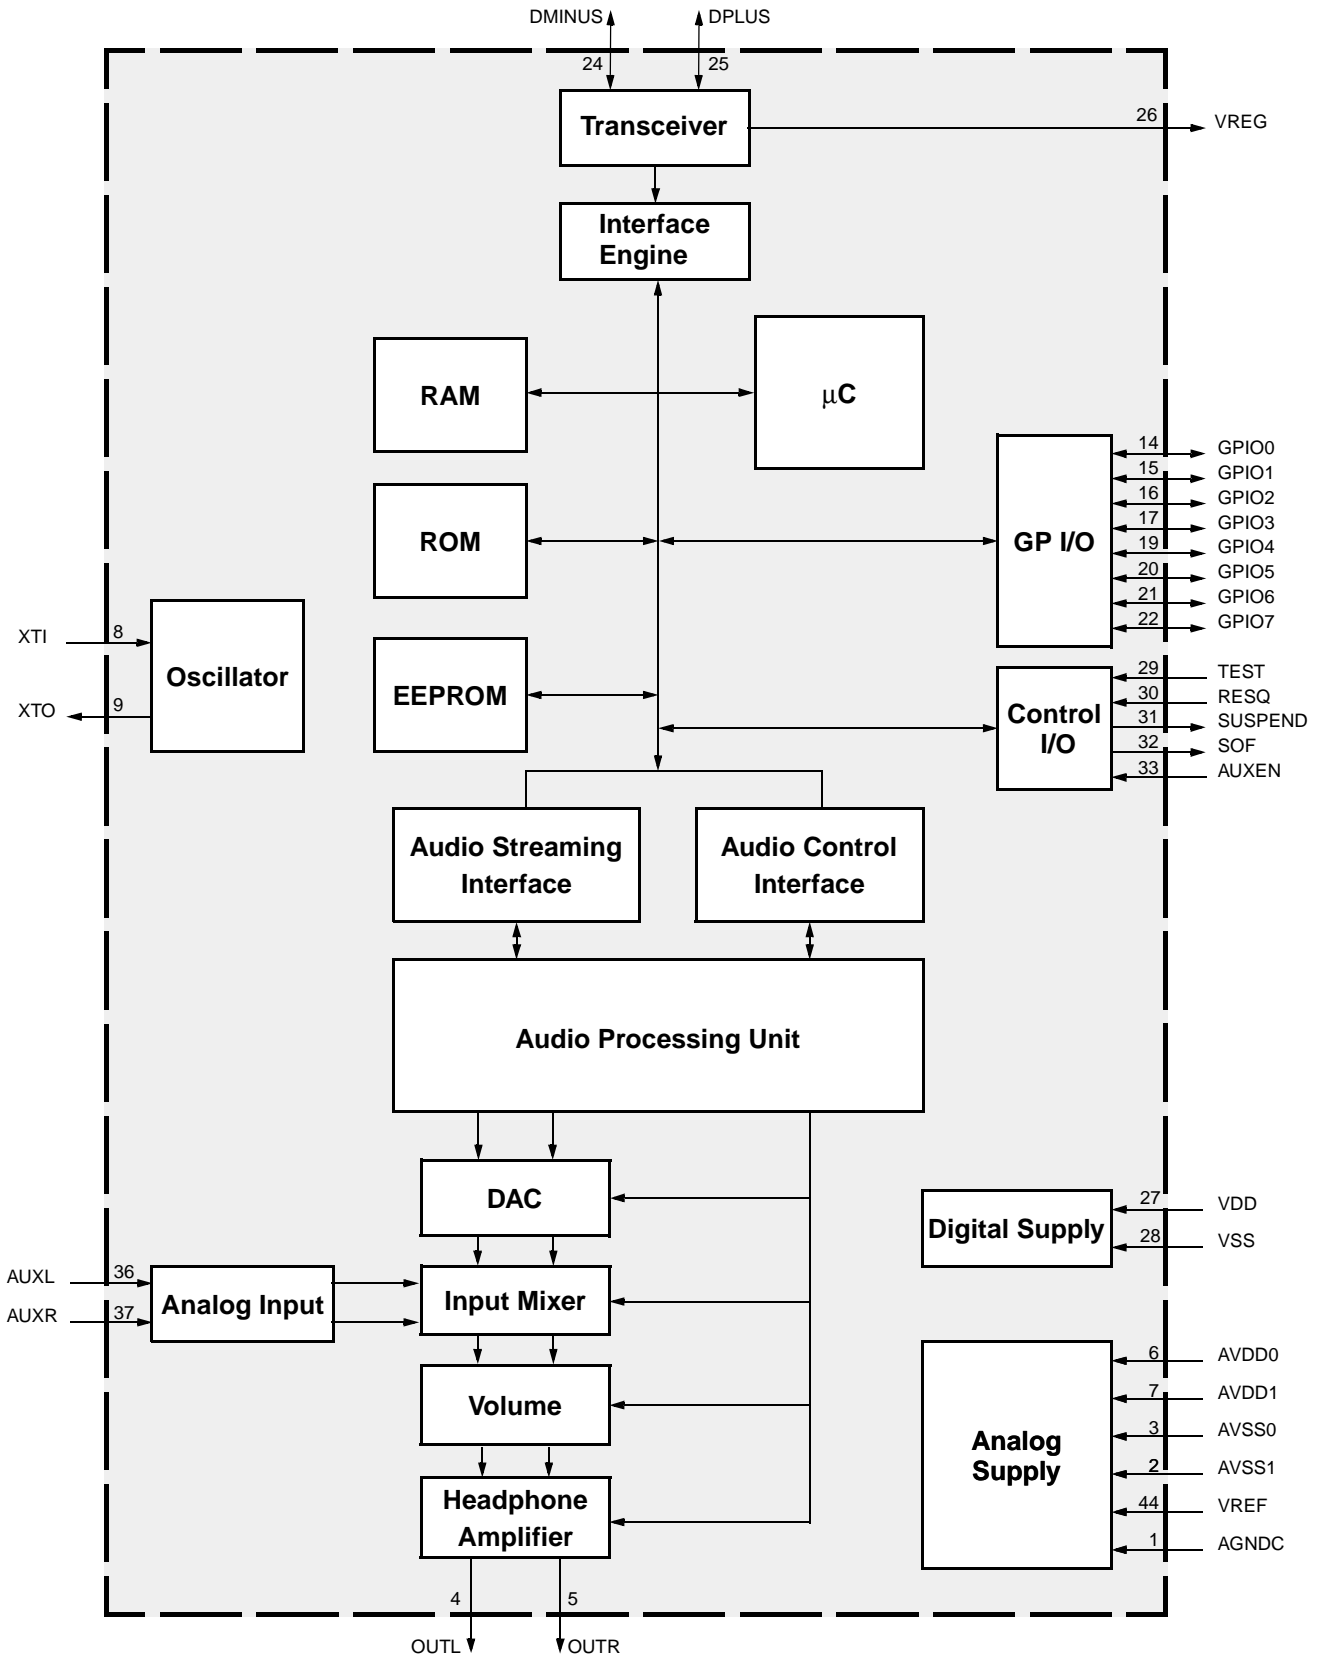 DMINUS DPLUS
24 25
Transceiver
26 VREG
Interface
Engine
RAM
µC
14 GPIO0
15 GPIO1
16 GPIO2
17 GPIO3
19 GPIO4
20 GPIO5
21 GPIO6
22 GPIO7
GP I/O
ROM
XTI 8
XTO 9
Oscillator
EEPROM
29 TEST
30 RESQ
31 SUSPEND
32 SOF
33 AUXEN
Control
I/O
Audio Streaming
Interface
Audio Control
Interface
Audio Processing Unit
DAC
27 VDD
28 VSS
Digital Supply
AUXL 36
AUXR 37
Analog Input
Input Mixer
Volume
6 AVDD0
7 AVDD1
3 AVSS0
2 AVSS1
44 VREF
1 AGNDC
Analog
Supply
Headphone
Amplifier
4 5
OUTL OUTR